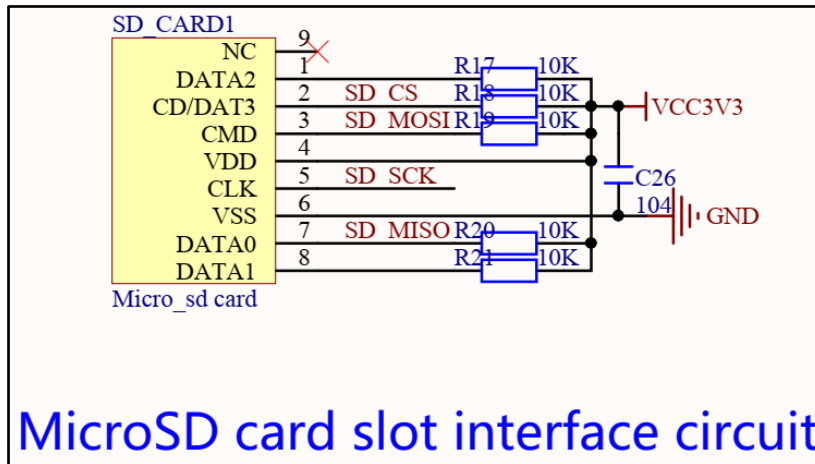 SD_CARD1
NC 9
DATA2 1 R17 10K
CD/DAT3 2 SD_CS R18 10K VCC3V3
CMD 3 SD_MOSI R19 10K
VDD 4
CLK 5 SD_SCK C26
VSS 6 104 GND
DATA0 7 SD_MISO R20 10K
DATA1 8 R21 10K
Micro_sd card
MicroSD card slot interface circuit